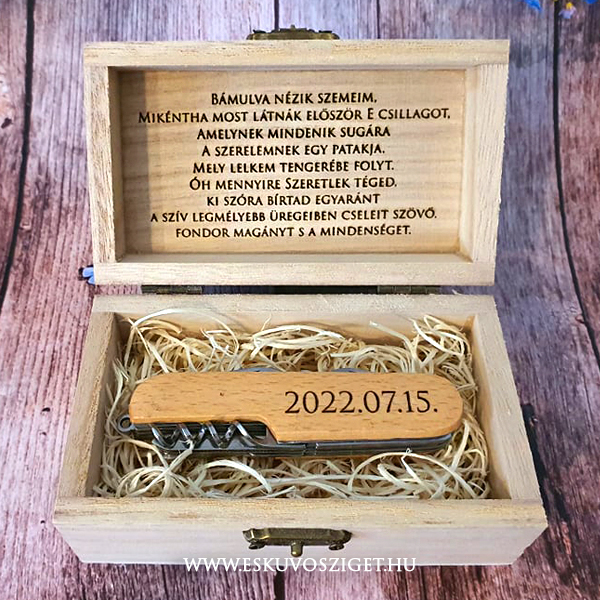 BÁMULVA NÉZIK SZEMEIM,
MIKÉNTHA MOST LÁTNÁK ELŐSZÖR E CSILLAGOT,
AMELYNEK MINDENIK SUGÁRA
A SZERELEMNEK EGY PATAKJA,
MELY LELKEM TENGERÉBE FOLYT.
ÓH MENNYIRE SZERETLEK TÉGED,
KI SZÓRA BÍRTAD EGYARÁNT
A SZÍV LEGMÉLYEBB ÜREGEIBEN CSELEIT SZÖVŐ,
FONDOR MAGÁNYT S A MINDENSÉGET.
2022.07.15.
WWW.ESKUVOSZIGET.HU